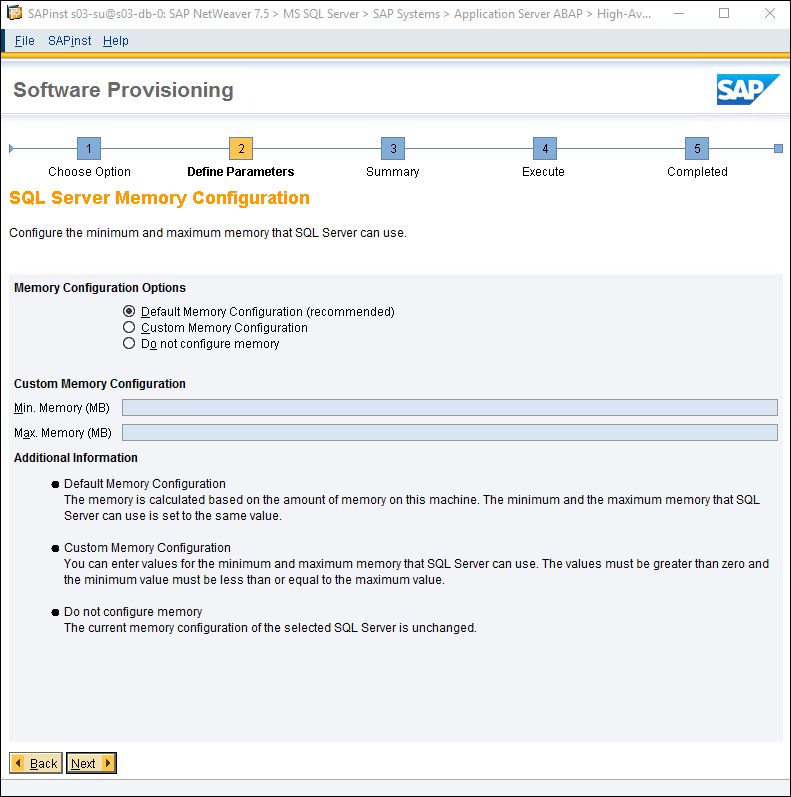 SAPinst s03-su@s03-db-0: SAP NetWeaver 7.5 > MS SQL Server > SAP Systems > Application Server ABAP > High-Av...
File SAPinst Help
Software Provisioning
SAP
1 2 3 4 5
Choose Option Define Parameters Summary Execute Completed
SQL Server Memory Configuration
Configure the minimum and maximum memory that SQL Server can use.
Memory Configuration Options
Default Memory Configuration (recommended)
Custom Memory Configuration
Do not configure memory
Custom Memory Configuration
Min. Memory (MB)
Max. Memory (MB)
Additional Information
Default Memory Configuration
The memory is calculated based on the amount of memory on this machine. The minimum and the maximum memory that SQL
Server can use is set to the same value.
Custom Memory Configuration
You can enter values for the minimum and maximum memory that SQL Server can use. The values must be greater than zero and
the minimum value must be less than or equal to the maximum value.
Do not configure memory
The current memory configuration of the selected SQL Server is unchanged.
Back Next